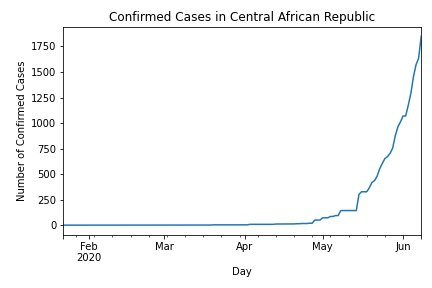 Confirmed Cases in Central African Republic
Number of Confirmed Cases
1750
1500
1250
1000
750
500
250
0
Feb
2020
Mar
Apr
May
Jun
Day